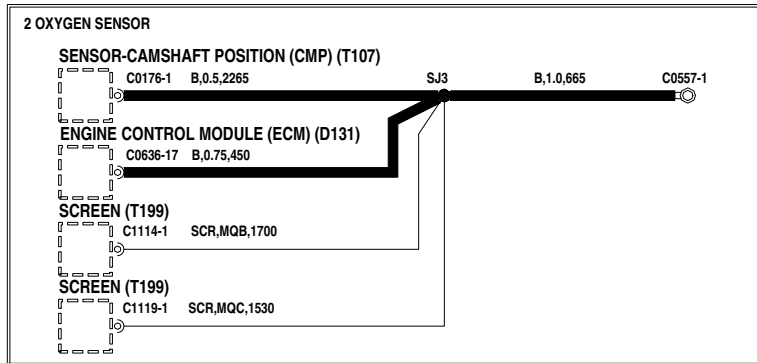 2 OXYGEN SENSOR
SENSOR-CAMSHAFT POSITION (CMP) (T107)
C0176-1 B,0.5,2265 SJ3 B,1.0,665 C0557-1
ENGINE CONTROL MODULE (ECM) (D131)
C0636-17 B,0.75,450
SCREEN (T199)
C1114-1 SCR,MQB,1700
SCREEN (T199)
C1119-1 SCR,MQC,1530